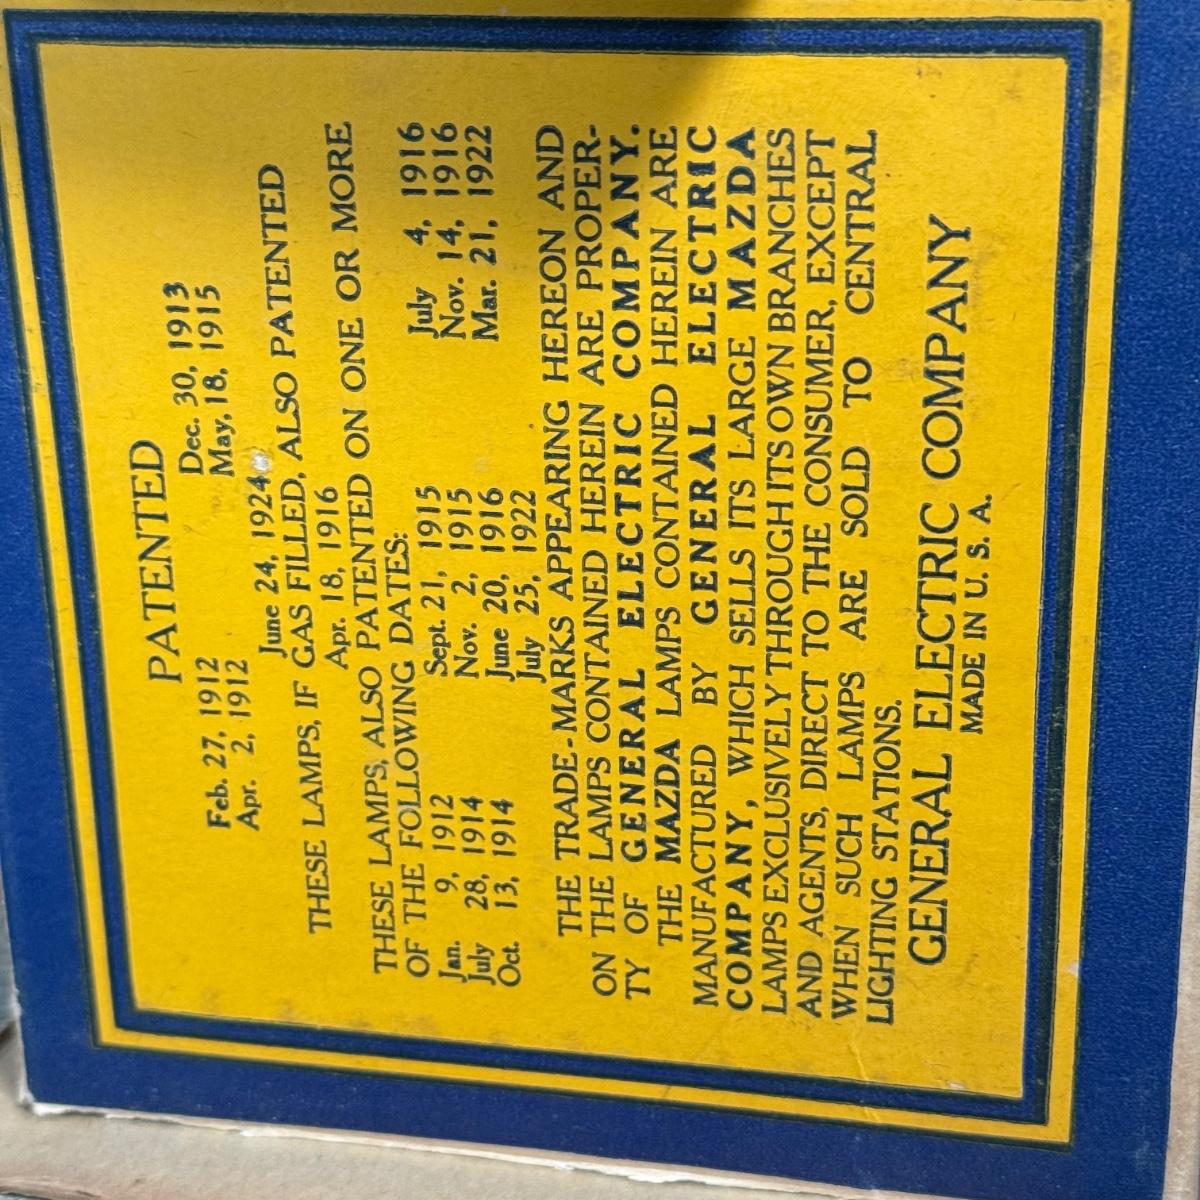 PATENTED
Feb. 27, 1912 Dec. 30, 1913
Apr. 2, 1912 May, 18, 1915
June 24, 1924
THESE LAMPS, IF GAS FILLED, ALSO PATENTED
Apr. 18, 1916
THESE LAMPS, ALSO PATENTED ON ONE OR MORE
OF THE FOLLOWING DATES:
Jan. 9, 1912 Sept. 21, 1915 July 4, 1916
July 28, 1914 Nov. 2, 1915 Nov. 14, 1916
Oct. 13, 1914 June 20, 1916 Mar. 21, 1922
July 25, 1922
THE TRADE-MARKS APPEARING HEREON AND
ON THE LAMPS CONTAINED HEREIN ARE PROPER-
TY OF GENERAL ELECTRIC COMPANY.
THE MAZDA LAMPS CONTAINED HEREIN ARE
MANUFACTURED BY GENERAL ELECTRIC
COMPANY, WHICH SELLS ITS LARGE MAZDA
LAMPS EXCLUSIVELY THROUGH ITS OWN BRANCHES
AND AGENTS, DIRECT TO THE CONSUMER, EXCEPT
WHEN SUCH LAMPS ARE SOLD TO CENTRAL
LIGHTING STATIONS.
GENERAL ELECTRIC COMPANY
MADE IN U. S. A.